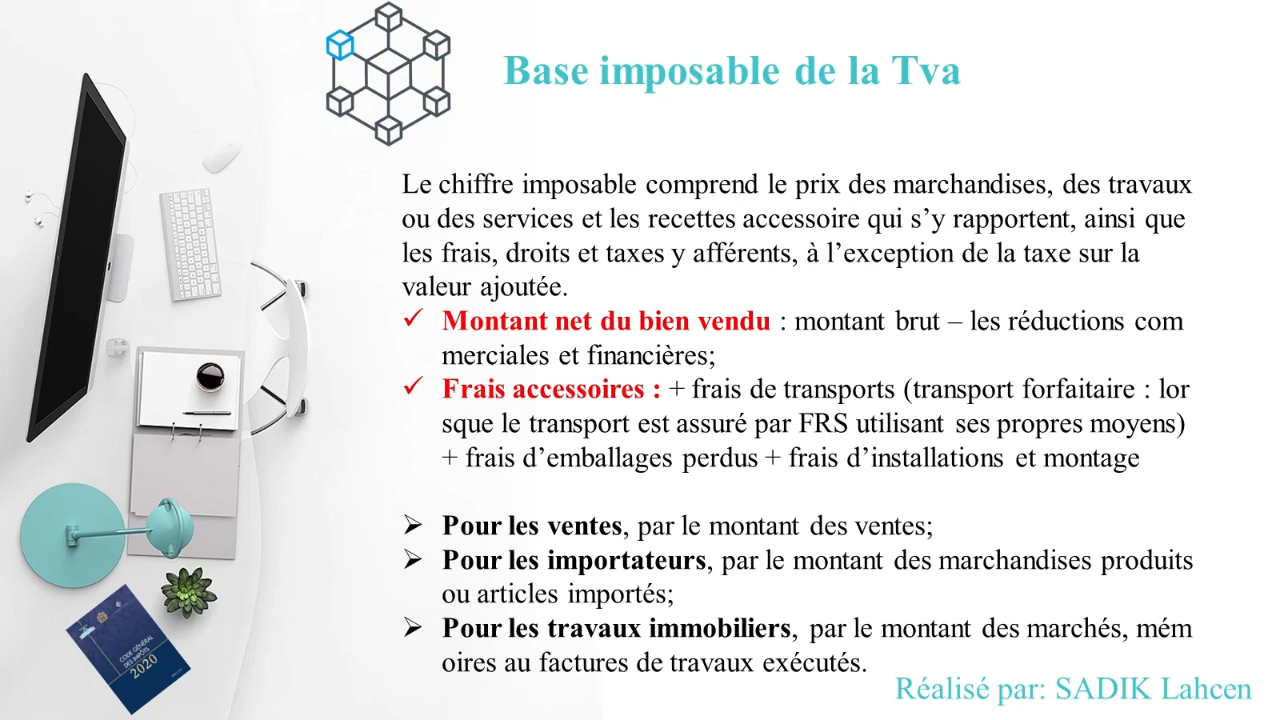 Base imposable de la Tva
Le chiffre imposable comprend le prix des marchandises, des travaux
ou des services et les recettes accessoire qui s’y rapportent, ainsi que
les frais, droits et taxes y afférents, à l’exception de la taxe sur la
valeur ajoutée.
✓ Montant net du bien vendu : montant brut – les réductions com
merciales et financières;
✓ Frais accessoires : + frais de transports (transport forfaitaire : lor
sque le transport est assuré par FRS utilisant ses propres moyens)
+ frais d’emballages perdus + frais d’installations et montage
➢ Pour les ventes, par le montant des ventes;
➢ Pour les importateurs, par le montant des marchandises produits
ou articles importés;
➢ Pour les travaux immobiliers, par le montant des marchés, mém
oires au factures de travaux exécutés.
CODE GÉNÉRAL
DES IMPÔTS
2020
Réalisé par: SADIK Lahcen